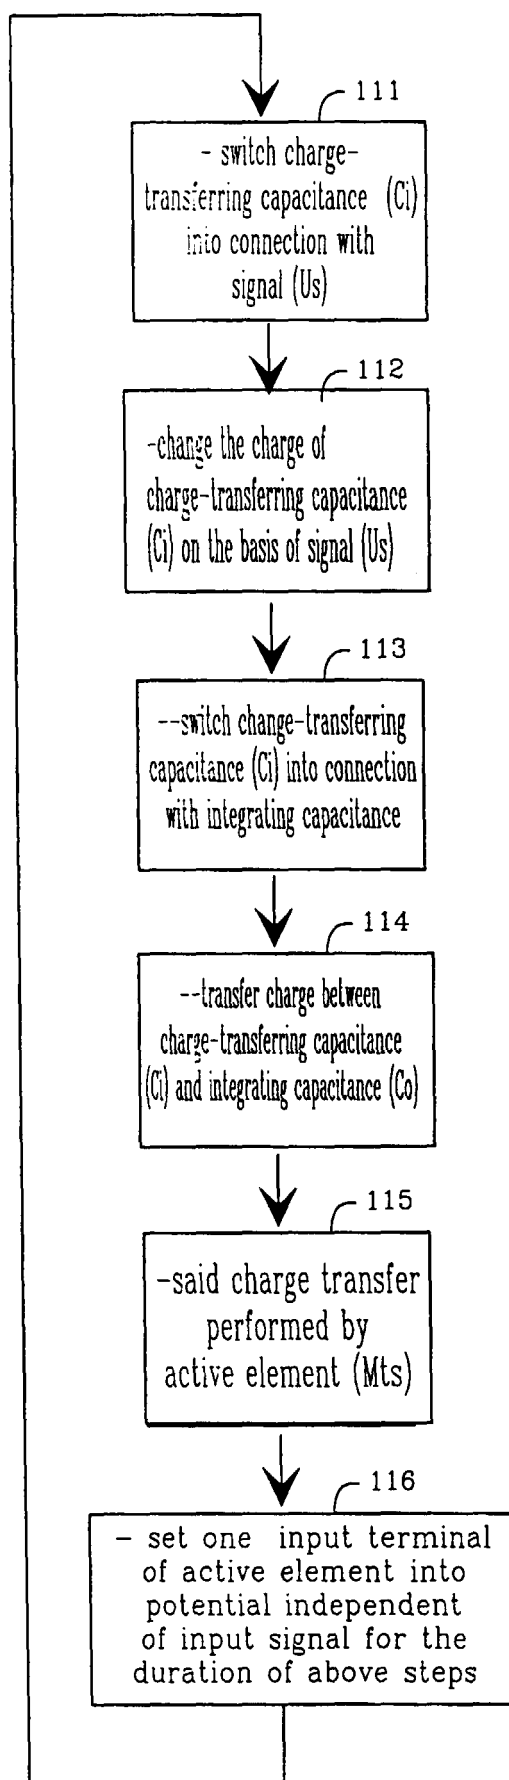 111
- switch charge-
transferring capacitance (Ci)
into connection with
signal (Us)
112
-change the charge of
charge-transferring capacitance
(Ci) on the basis of signal (Us)
113
--switch change-transferring
capacitance (Ci) into connection
with integrating capacitance
114
--transfer charge between
charge-transferring capacitance
(Ci) and integrating capacitance (Co)
115
-said charge transfer
performed by
active element (Mts)
116
- set one input terminal
of active element into
potential independent
of input signal for the
duration of above steps